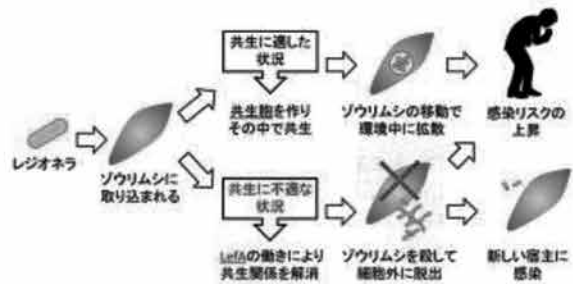 共生に適した
状況
共生胞を作り
その中で共生
ゾウリムシの移動で
環境中に拡散
感染リスクの
上昇
レジオネラ
ゾウリムシに
取り込まれる
共生に不適な
状況
LefAの働きにより
共生関係を解消
ゾウリムシを殺して
細胞外に脱出
新しい宿主に
感染